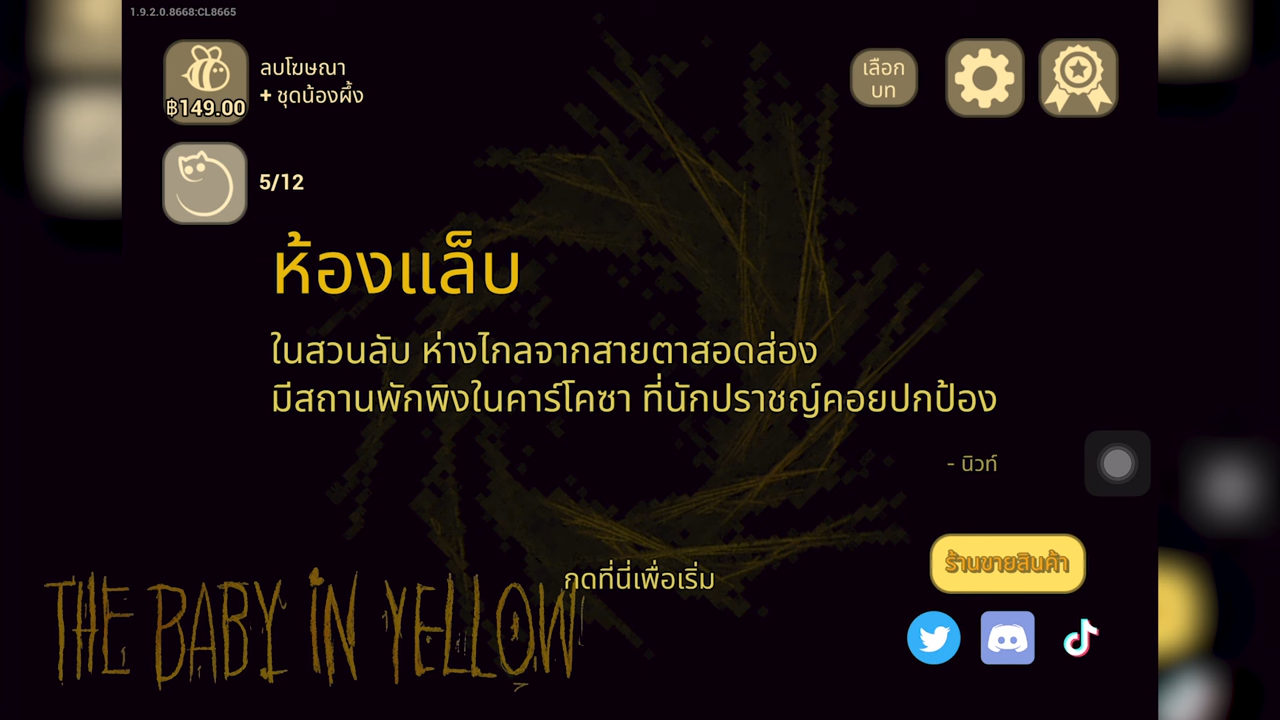 1.9.2.0.8668:CL8665
ลบโฆษณา
+ ชุดน้องผึ้ง
฿149.00
เลือก
บท
5/12
ห้องแล็บ
ในสวนลับ ห่างไกลจากสายตาสอดส่อง
มีสถานพักพิงในคาร์โคซา ที่นักปราชญ์คอยปกป้อง
- นิวท์
ร้านขายสินค้า
กดที่นี่เพื่อเริ่ม
THE BABY IN YELLOW